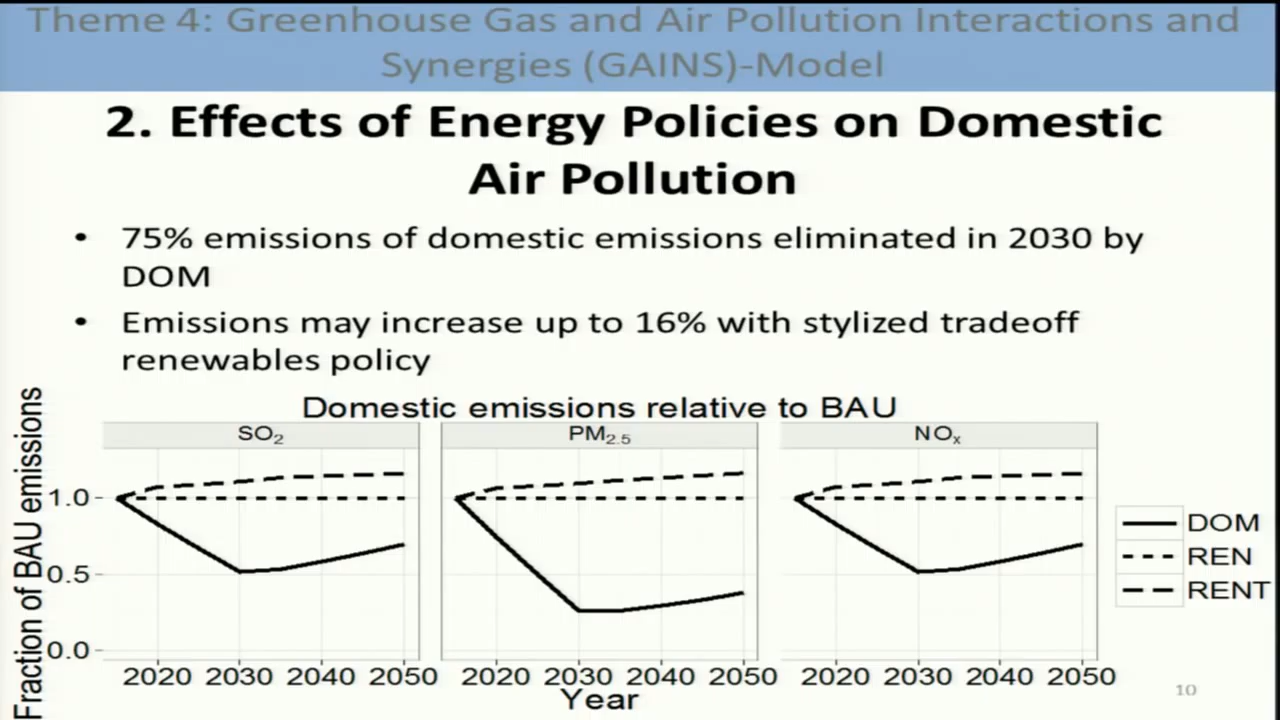 Theme 4: Greenhouse Gas and Air Pollution Interactions and
Synergies (GAINS)-Model
2. Effects of Energy Policies on Domestic
Air Pollution
• 75% emissions of domestic emissions eliminated in 2030 by
DOM
• Emissions may increase up to 16% with stylized tradeoff
renewables policy
Domestic emissions relative to BAU
SO₂
PM₂.₅
NOₓ
Fraction of BAU emissions
1.0
0.5
0.0
2020 2030 2040 2050
2020 2030 2040 2050
2020 2030 2040 2050
Year
DOM
REN
RENT
10